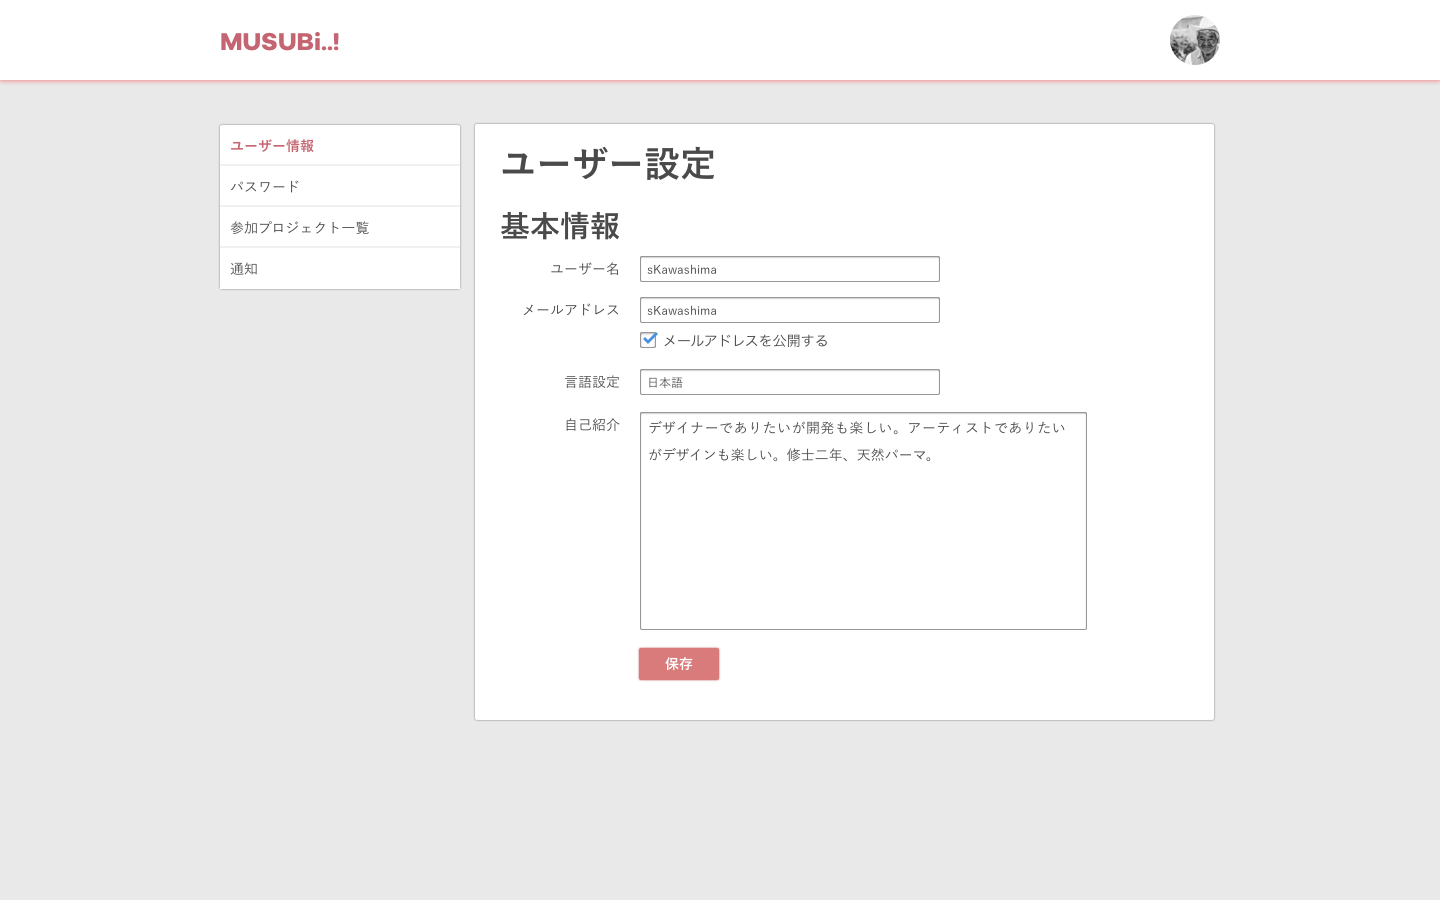 MUSUBi..!
ユーザー情報
パスワード
参加プロジェクト一覧
通知
ユーザー設定
基本情報
ユーザー名
sKawashima
メールアドレス
sKawashima
メールアドレスを公開する
言語設定
日本語
自己紹介
デザイナーでありたいが開発も楽しい。アーティストでありたい
がデザインも楽しい。修士二年、天然パーマ。
保存